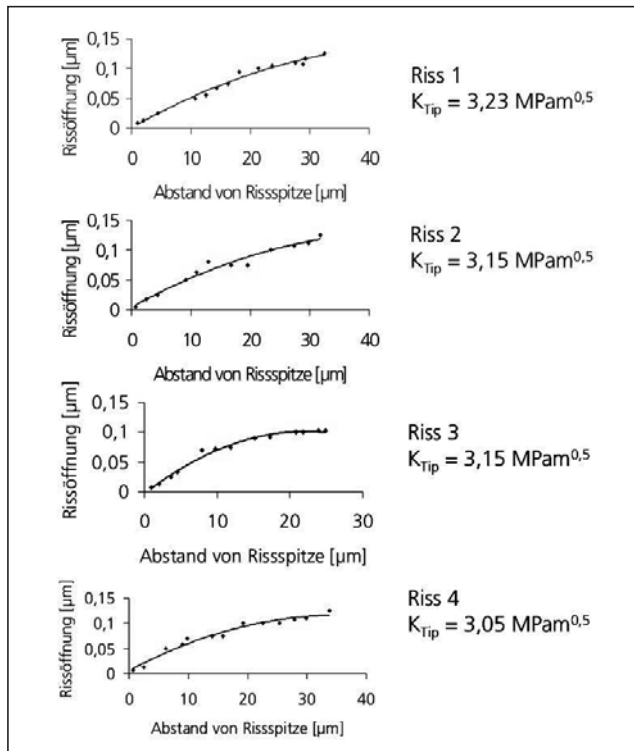 Rissöffnung [µm]
0,15
0,1
0,05
0
0 10 20 30 40
Abstand von Rissspitze [µm]
Riss 1
K_Tip = 3,23 MPam^0,5
Rissöffnung [µm]
0,15
0,1
0,05
0
0 10 20 30 40
Abstand von Rissspitze [µm]
Riss 2
K_Tip = 3,15 MPam^0,5
Rissöffnung [µm]
0,15
0,1
0,05
0
0 10 20 30
Abstand von Rissspitze [µm]
Riss 3
K_Tip = 3,15 MPam^0,5
Rissöffnung [µm]
0,15
0,1
0,05
0
0 10 20 30 40
Abstand von Rissspitze [µm]
Riss 4
K_Tip = 3,05 MPam^0,5